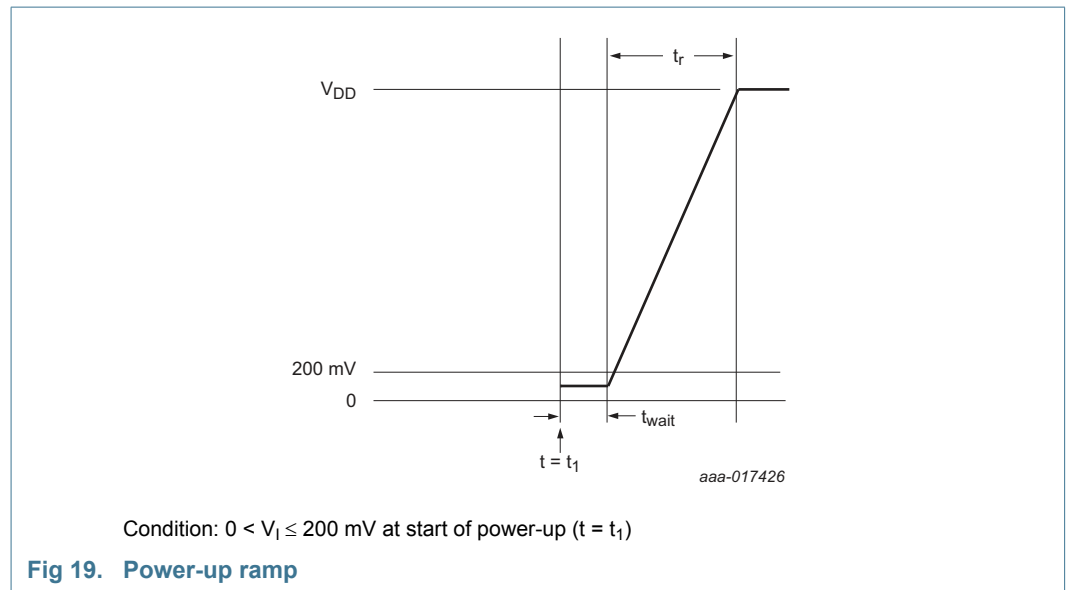 tr
VDD
200 mV
0
twait
t = t1
aaa-017426
Condition: 0 < VI ≤ 200 mV at start of power-up (t = t1)
Fig 19. Power-up ramp